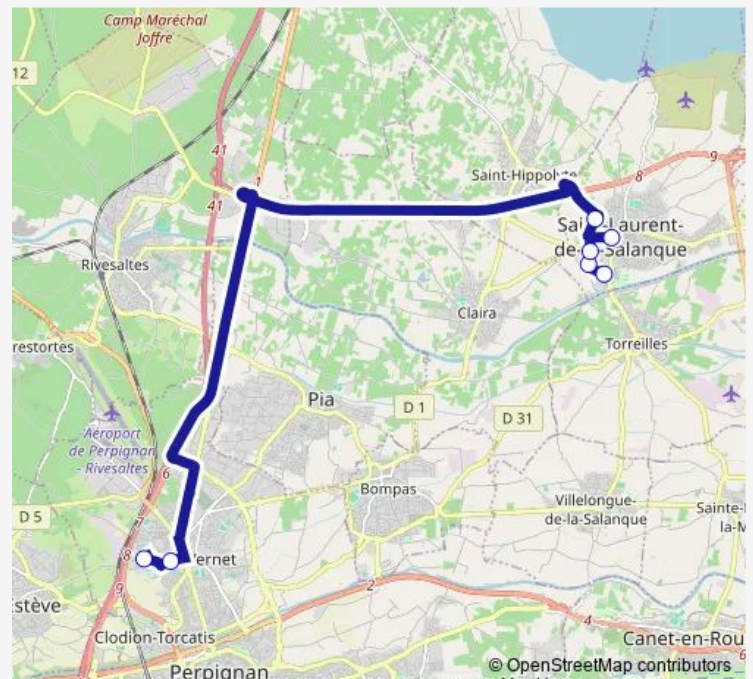 Camp Maréchal
Joffre
12
41
1
9
8
Saint-Hippolyte
41
Saint-Laurent-
de-la-Salanque
Rivesaltes
Claira
Torreilles
restortes
Pia
D 1
D 31
Aéroport
de Perpignan
- Rivesaltes
6
Bompas
Villelongue-
de-la-Salanque
Sainte-
la-M
D 5
7
8
Vernet
9
2
stève
4
Clodion-Torcatis
Canet-en-Rou
6
Perpignan
© OpenStreetMap contributors